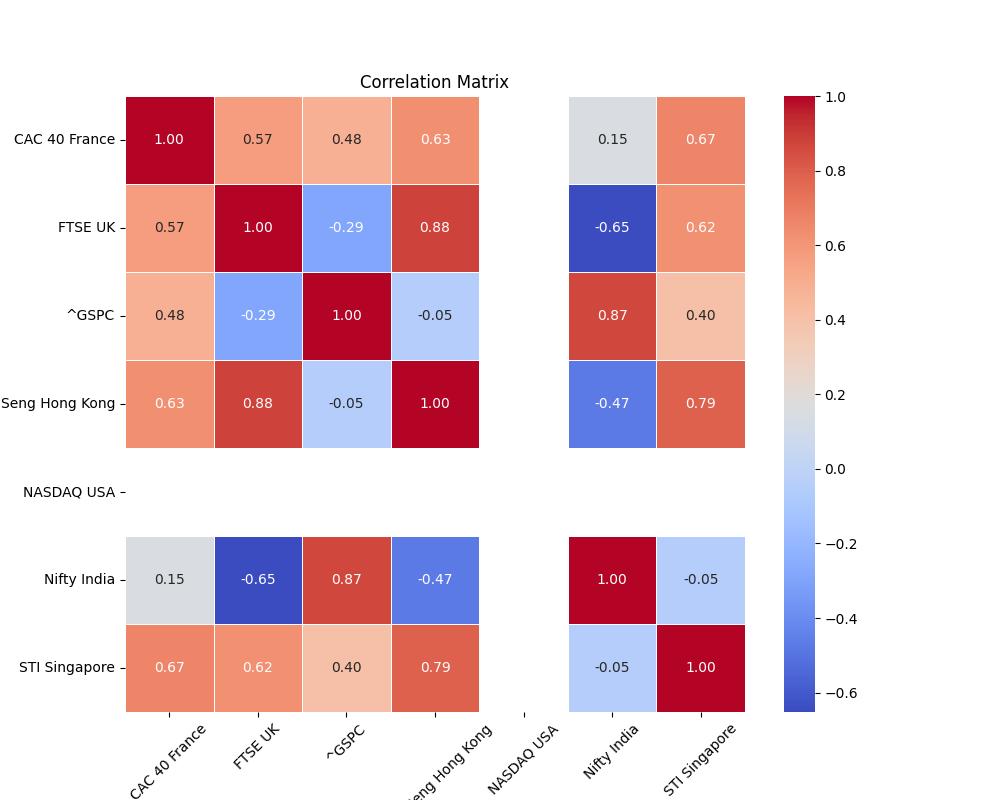 Correlation Matrix
CAC 40 France 1.00 0.57 0.48 0.63 0.15 0.67
FTSE UK 0.57 1.00 -0.29 0.88 -0.65 0.62
^GSPC 0.48 -0.29 1.00 -0.05 0.87 0.40
Seng Hong Kong 0.63 0.88 -0.05 1.00 -0.47 0.79
NASDAQ USA
Nifty India 0.15 -0.65 0.87 -0.47 1.00 -0.05
STI Singapore 0.67 0.62 0.40 0.79 -0.05 1.00
CAC 40 France
FTSE UK
^GSPC
eng Hong Kong
NASDAQ USA
Nifty India
STI Singapore
1.0
0.8
0.6
0.4
0.2
0.0
−0.2
−0.4
−0.6